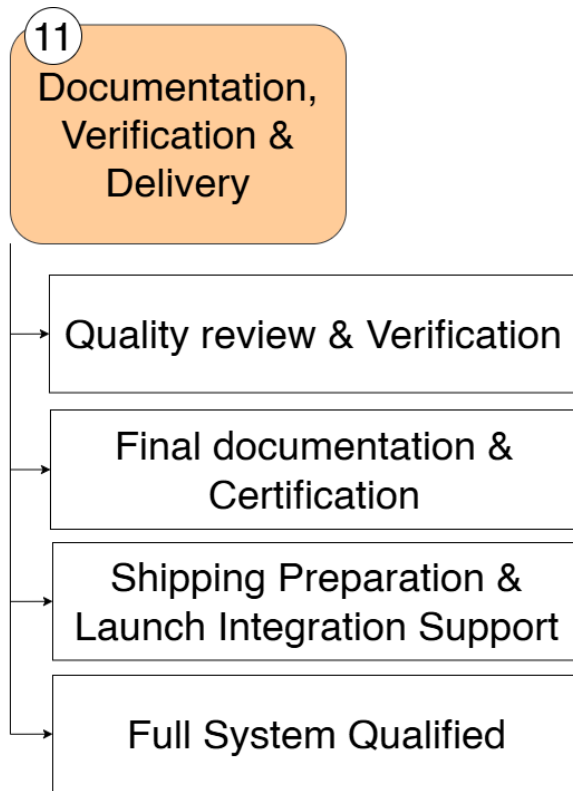 11
Documentation,
Verification &
Delivery
Quality review & Verification
Final documentation &
Certification
Shipping Preparation &
Launch Integration Support
Full System Qualified